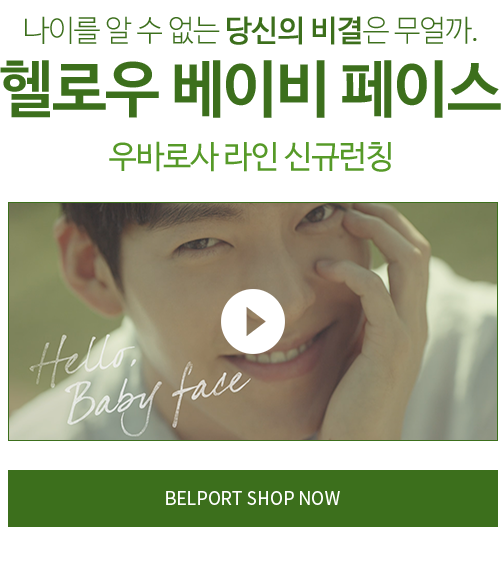 나이를 알 수 없는 당신의 비결은 무얼까.
헬로우 베이비 페이스
우바로사 라인 신규런칭
Hello,
Baby face
BELPORT SHOP NOW